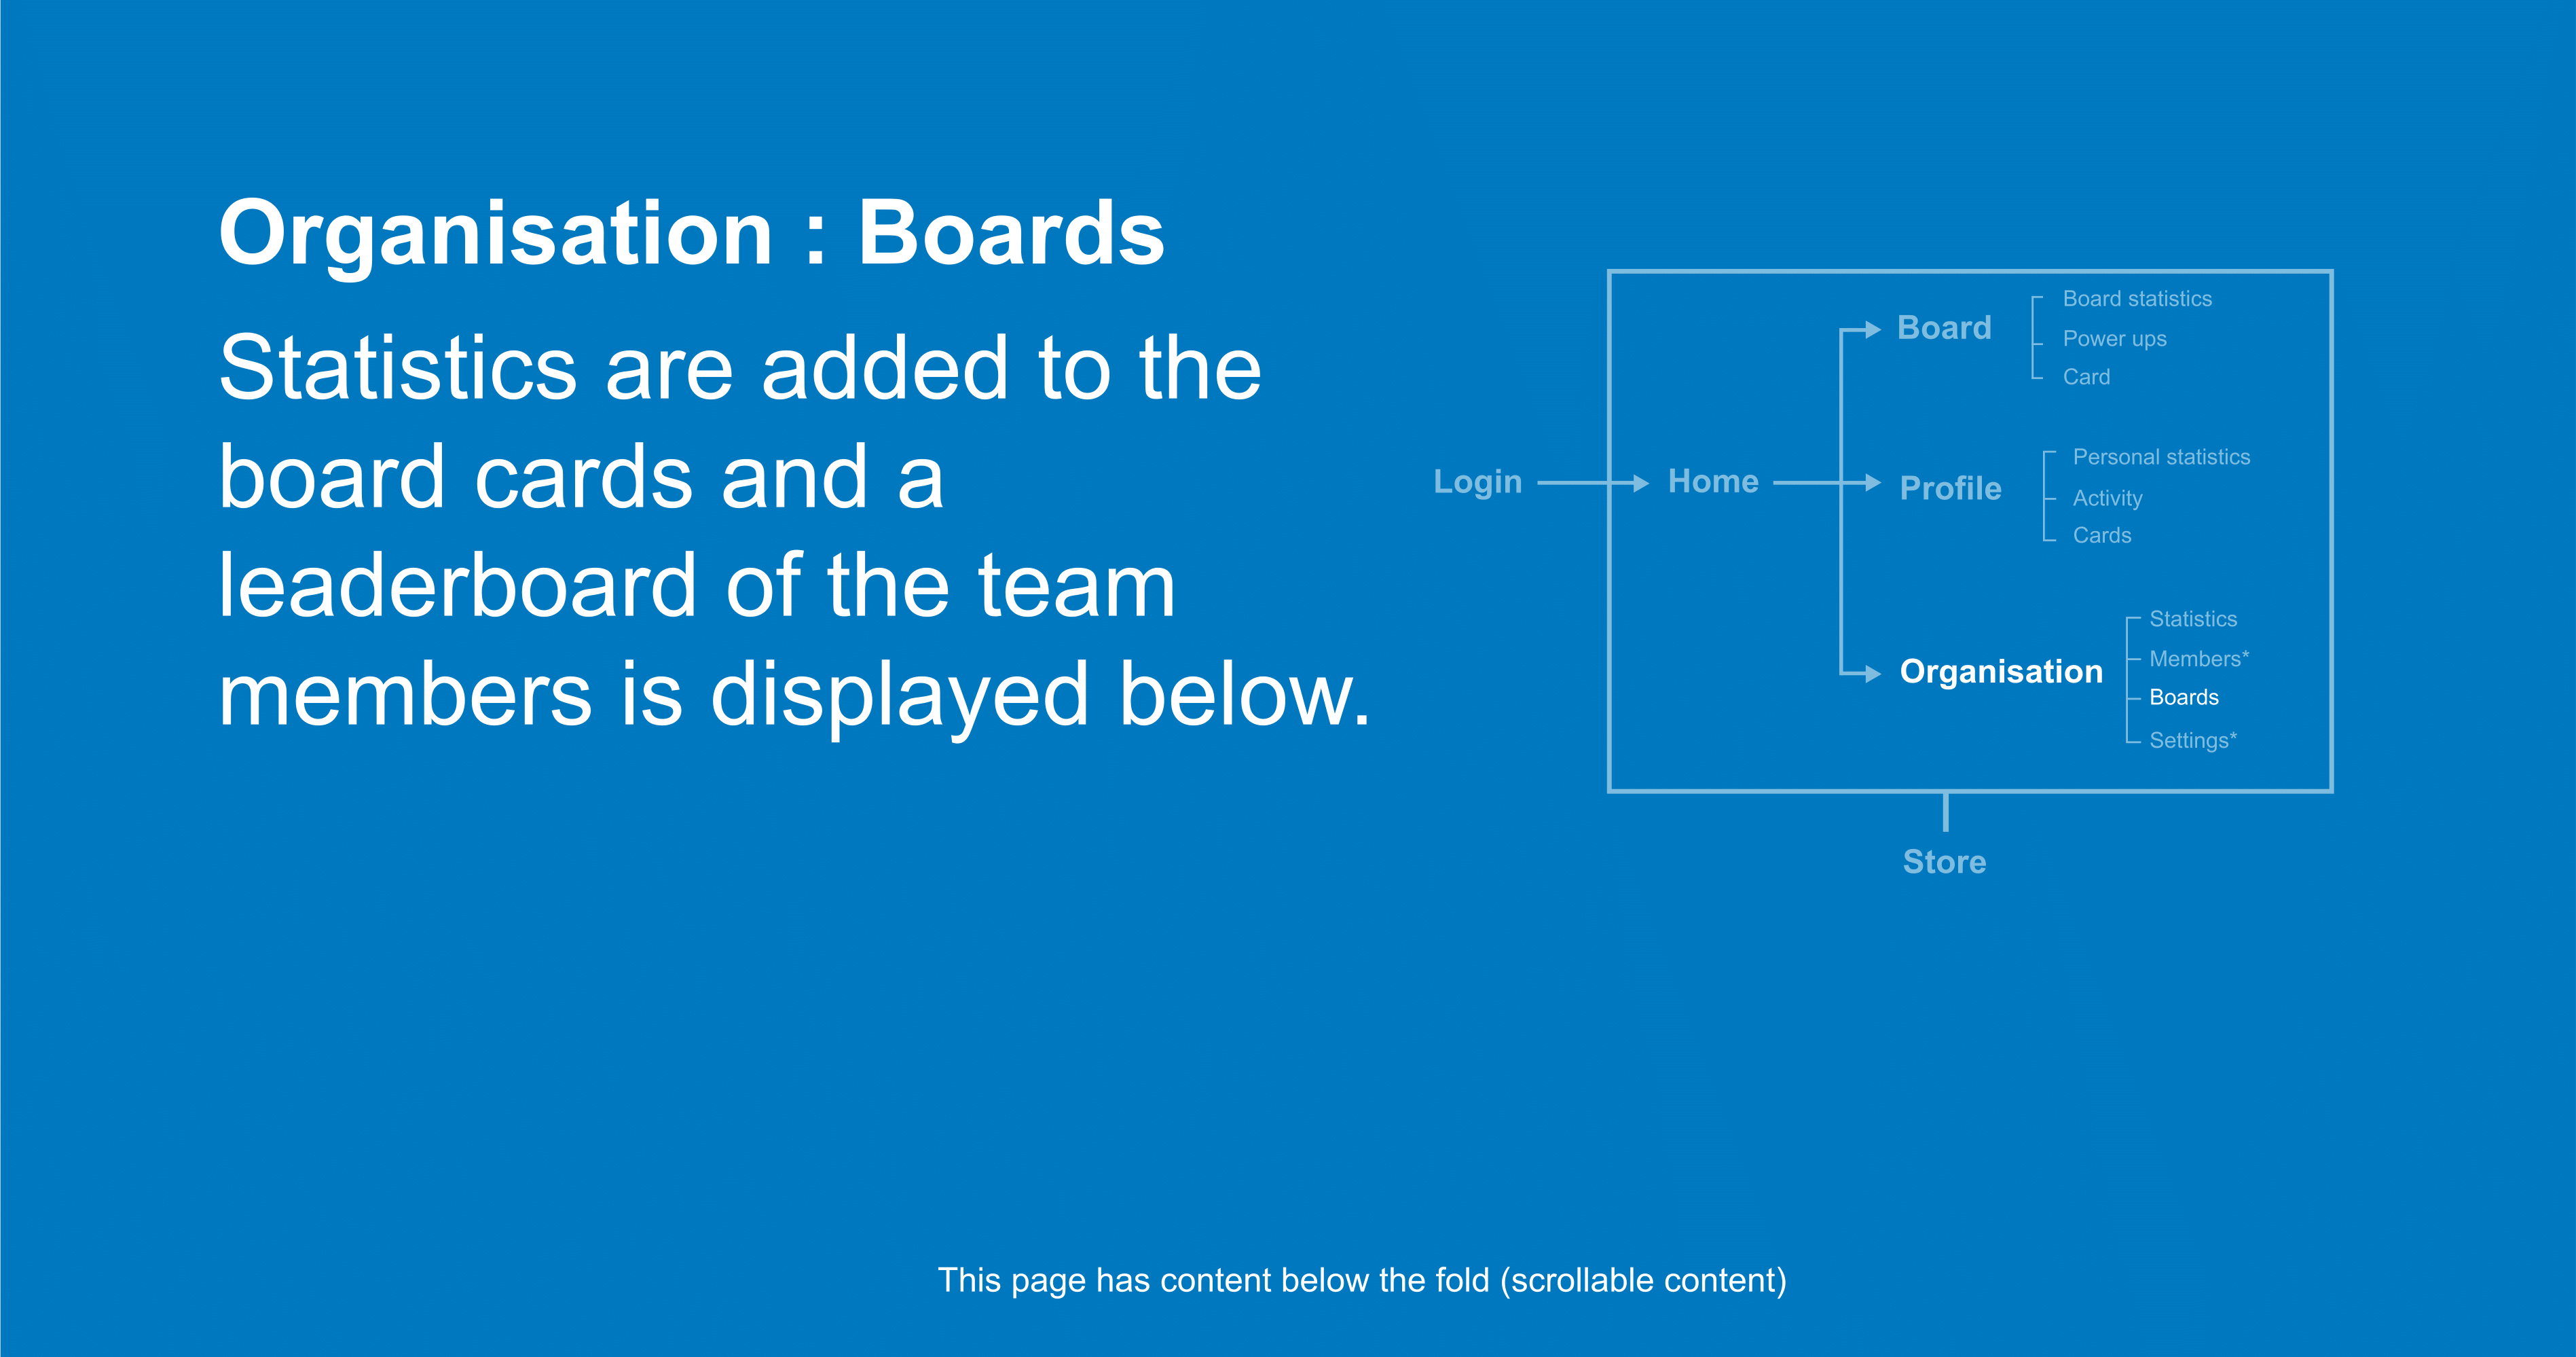 Organisation : Boards
Statistics are added to the
board cards and a
leaderboard of the team
members is displayed below.
Login
Home
Board
Board statistics
Power ups
Card
Profile
Personal statistics
Activity
Cards
Organisation
Statistics
Members*
Boards
Settings*
Store
This page has content below the fold (scrollable content)